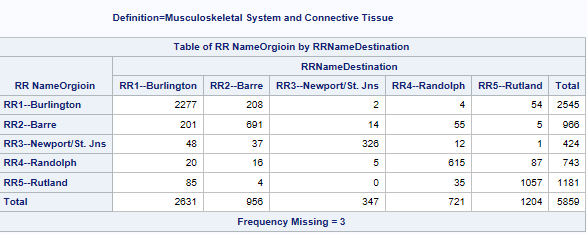 Definition=Musculoskeletal System and Connective Tissue
Table of RR NameOrgioin by RRNameDestination
RRNameDestination
RR NameOrgioin RR1--Burlington RR2--Barre RR3--Newport/St. Jns RR4--Randolph RR5--Rutland Total
RR1--Burlington 2277 208 2 4 54 2545
RR2--Barre 201 691 14 55 5 966
RR3--Newport/St. Jns 48 37 326 12 1 424
RR4--Randolph 20 16 5 615 87 743
RR5--Rutland 85 4 0 35 1057 1181
Total 2631 956 347 721 1204 5859
Frequency Missing = 3